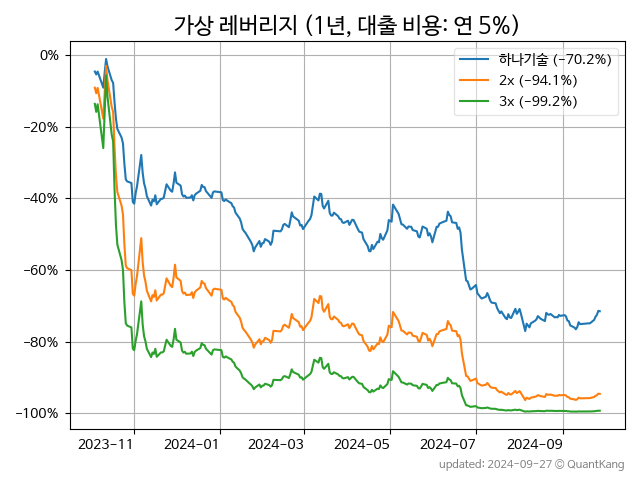 가상 레버리지 (1년, 대출 비용: 연 5%)
하나기술 (-70.2%)
2x (-94.1%)
3x (-99.2%)
0%
-20%
-40%
-60%
-80%
-100%
2023-11 2024-01 2024-03 2024-05 2024-07 2024-09
updated: 2024-09-27 © QuantKang